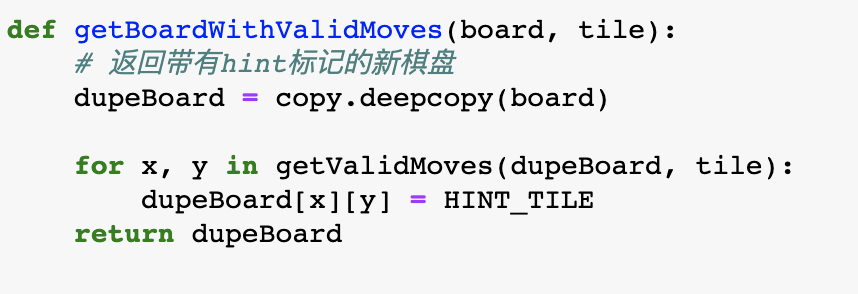 def getBoardWithValidMoves(board, tile):
    # 返回带有hint标记的新棋盘
    dupeBoard = copy.deepcopy(board)
    for x, y in getValidMoves(dupeBoard, tile):
        dupeBoard[x][y] = HINT_TILE
    return dupeBoard